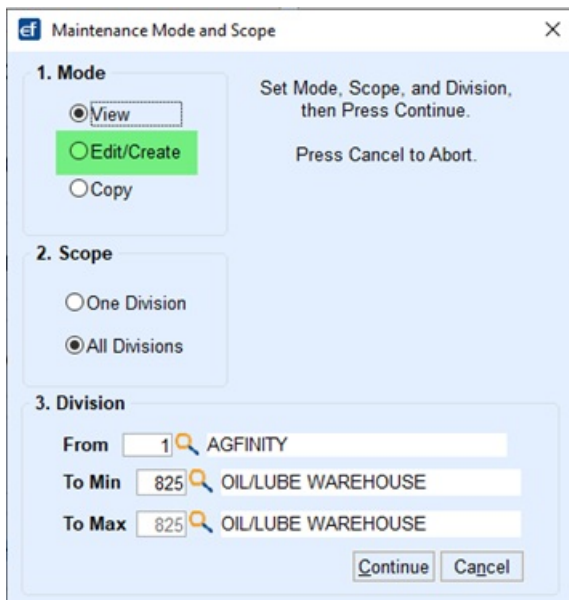 ef Maintenance Mode and Scope
1. Mode
View
Edit/Create
Copy
Set Mode, Scope, and Division,
then Press Continue.
Press Cancel to Abort.
2. Scope
One Division
All Divisions
3. Division
From 1 AGFINITY
To Min 825 OIL/LUBE WAREHOUSE
To Max 825 OIL/LUBE WAREHOUSE
Continue Cancel